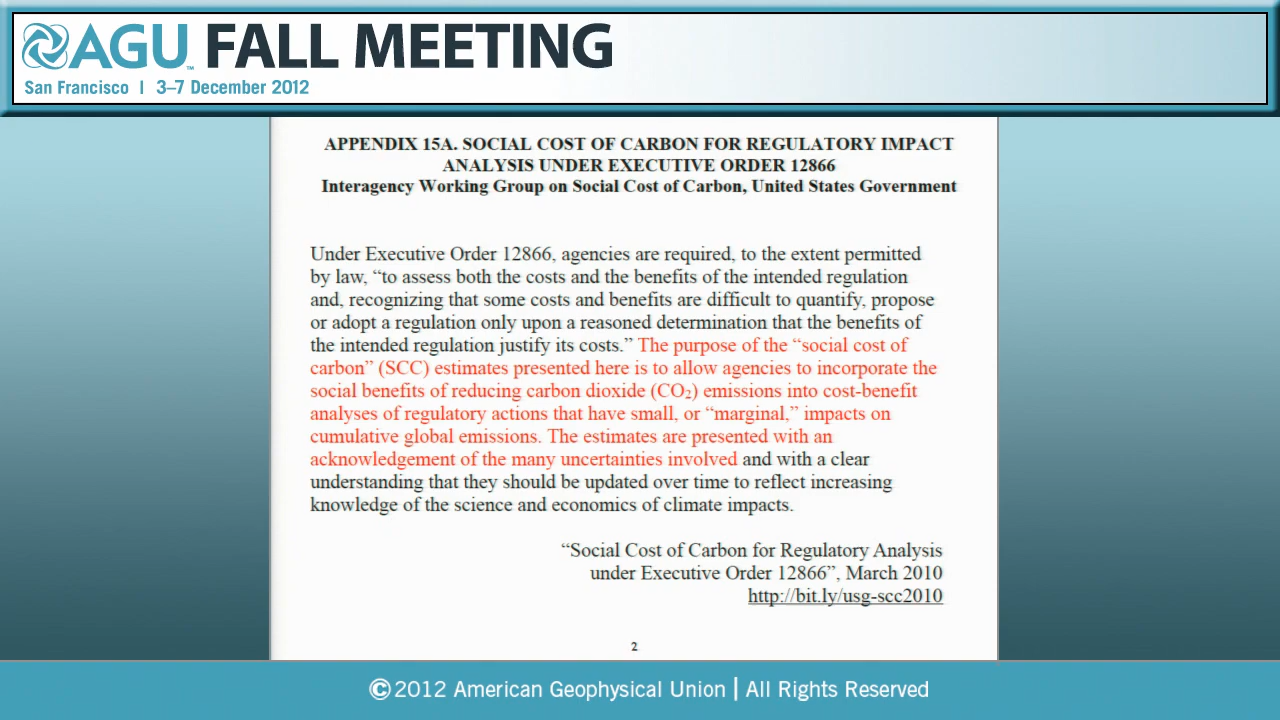 AGU™ FALL MEETING
San Francisco | 3–7 December 2012
APPENDIX 15A. SOCIAL COST OF CARBON FOR REGULATORY IMPACT
ANALYSIS UNDER EXECUTIVE ORDER 12866
Interagency Working Group on Social Cost of Carbon, United States Government
Under Executive Order 12866, agencies are required, to the extent permitted
by law, “to assess both the costs and the benefits of the intended regulation
and, recognizing that some costs and benefits are difficult to quantify, propose
or adopt a regulation only upon a reasoned determination that the benefits of
the intended regulation justify its costs.” The purpose of the “social cost of
carbon” (SCC) estimates presented here is to allow agencies to incorporate the
social benefits of reducing carbon dioxide (CO₂) emissions into cost-benefit
analyses of regulatory actions that have small, or “marginal,” impacts on
cumulative global emissions. The estimates are presented with an
acknowledgement of the many uncertainties involved and with a clear
understanding that they should be updated over time to reflect increasing
knowledge of the science and economics of climate impacts.
“Social Cost of Carbon for Regulatory Analysis
under Executive Order 12866”, March 2010
http://bit.ly/usg-scc2010
2
©2012 American Geophysical Union | All Rights Reserved